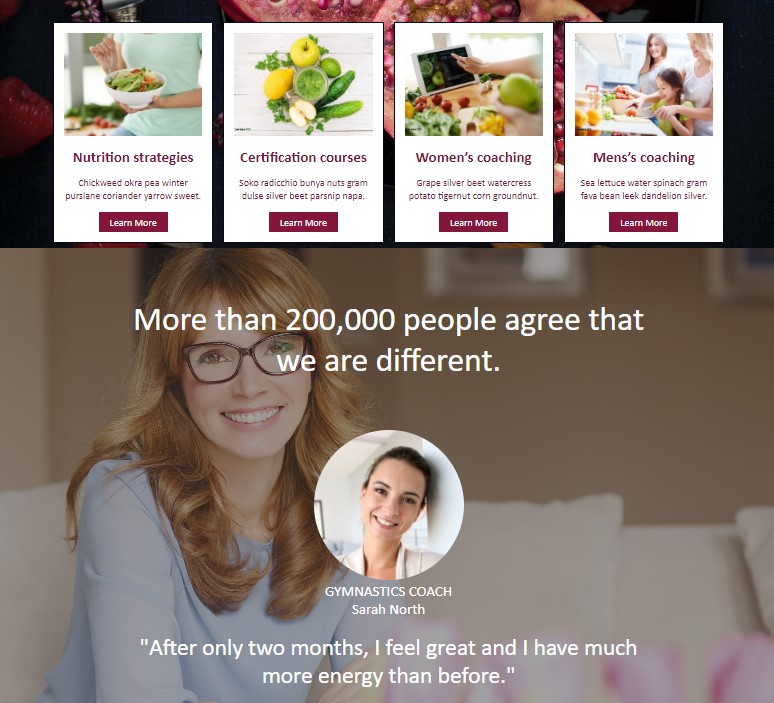 Nutrition strategies
Chickweed okra pea winter
purslane coriander yarrow sweet.
Learn More
Certification courses
Soko radicchio bunya nuts gram
dulse silver beet parsnip napa.
Learn More
Women’s coaching
Grape silver beet watercress
potato tigernut corn groundnut.
Learn More
Mens’s coaching
Sea lettuce water spinach gram
fava bean leek dandelion silver.
Learn More
More than 200,000 people agree that
we are different.
GYMNASTICS COACH
Sarah North
"After only two months, I feel great and I have much
more energy than before."